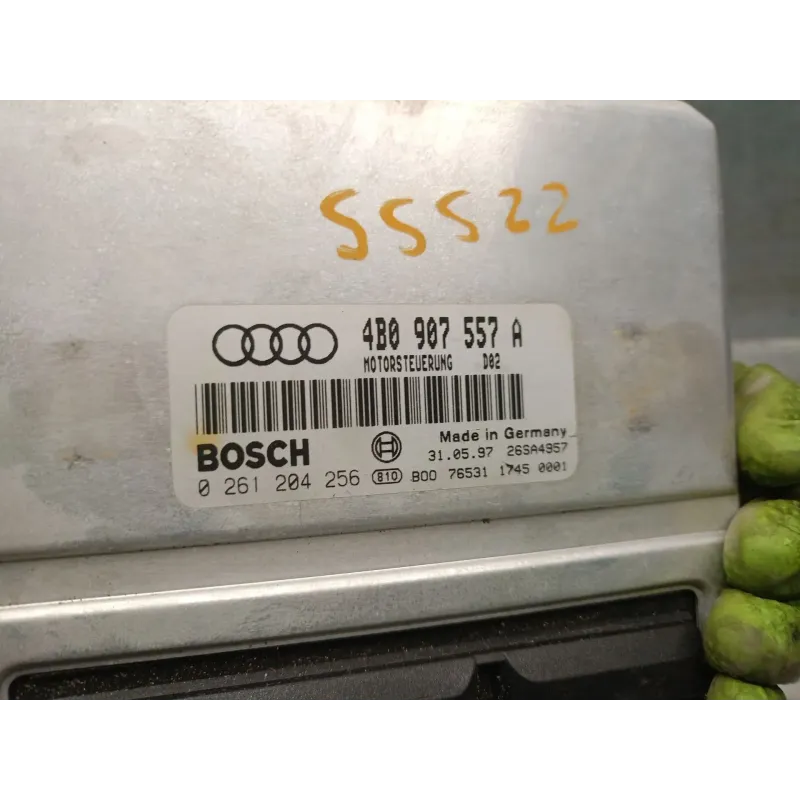 55522
4B0 907 557 A
MOTORSTEUERUNG D02
Made in Germany
BOSCH 31.05.97 26SA4957
0 261 204 256 810 B00 76531 1745 0001